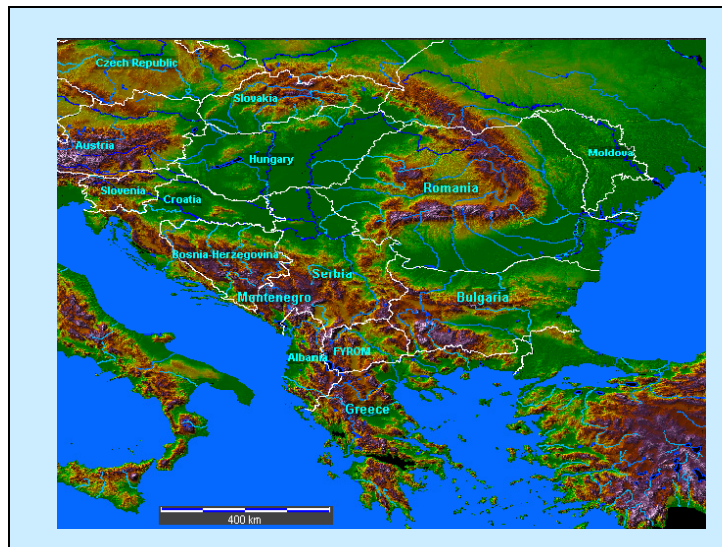 Czech Republic
Slovakia
Austria
Hungary
Moldova
Slovenia
Croatia
Romania
Bosnia-Herzegovina
Serbia
Montenegro
Bulgaria
Albania
FYROM
Greece
400 km